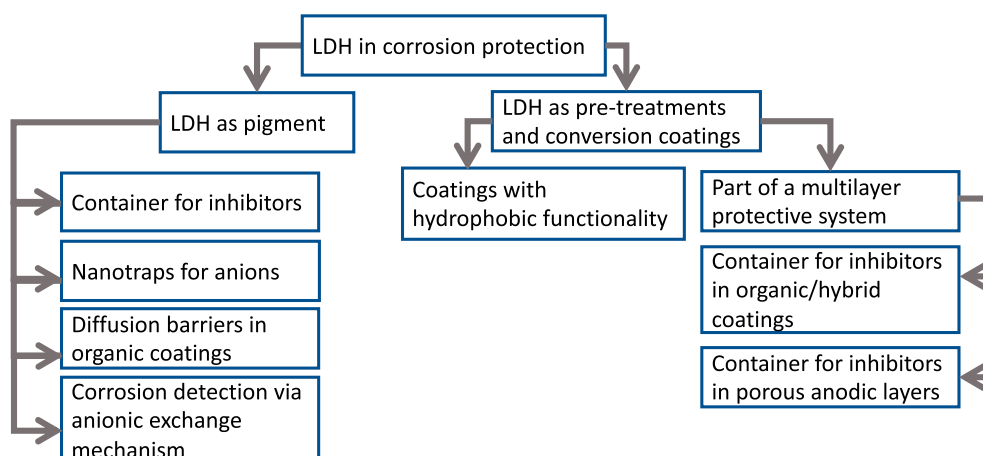 LDH in corrosion protection
LDH as pigment
Container for inhibitors
Nanotraps for anions
Diffusion barriers in
organic coatings
Corrosion detection via
anionic exchange
mechanism
LDH as pre-treatments
and conversion coatings
Coatings with
hydrophobic functionality
Part of a multilayer
protective system
Container for inhibitors
in organic/hybrid
coatings
Container for inhibitors
in porous anodic layers